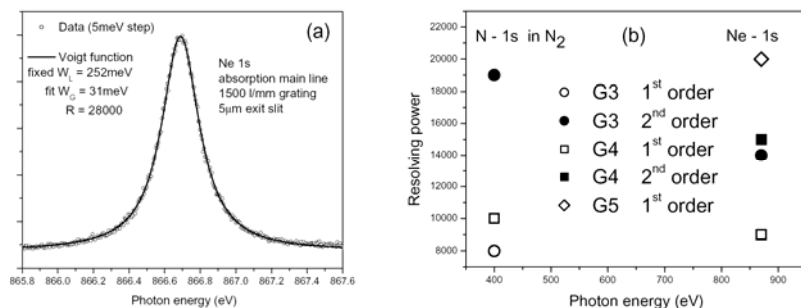 (a)
Data (5meV step)
Voigt function
fixed W_L = 252meV
fit W_G = 31meV
R = 28000
Ne 1s
absorption main line
1500 l/mm grating
5μm exit slit
865.8 866.0 866.2 866.4 866.6 866.8 867.0 867.2 867.4 867.6
Photon energy (eV)
N - 1s in N₂ (b) Ne - 1s
G3 1st order
G3 2nd order
G4 1st order
G4 2nd order
G5 1st order
Resolving power
22000
20000
18000
16000
14000
12000
10000
8000
400 500 600 700 800 900
Photon energy (eV)